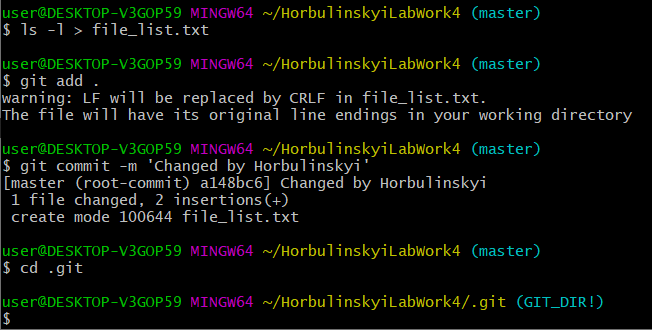 user@DESKTOP-V3GOP59 MINGW64 ~/HorbulinskyiLabWork4 (master)
$ ls -l > file_list.txt
user@DESKTOP-V3GOP59 MINGW64 ~/HorbulinskyiLabWork4 (master)
$ git add .
warning: LF will be replaced by CRLF in file_list.txt.
The file will have its original line endings in your working directory
user@DESKTOP-V3GOP59 MINGW64 ~/HorbulinskyiLabWork4 (master)
$ git commit -m 'Changed by Horbulinskyi'
[master (root-commit) a148bc6] Changed by Horbulinskyi
 1 file changed, 2 insertions(+)
 create mode 100644 file_list.txt
user@DESKTOP-V3GOP59 MINGW64 ~/HorbulinskyiLabWork4 (master)
$ cd .git
user@DESKTOP-V3GOP59 MINGW64 ~/HorbulinskyiLabWork4/.git (GIT_DIR!)
$